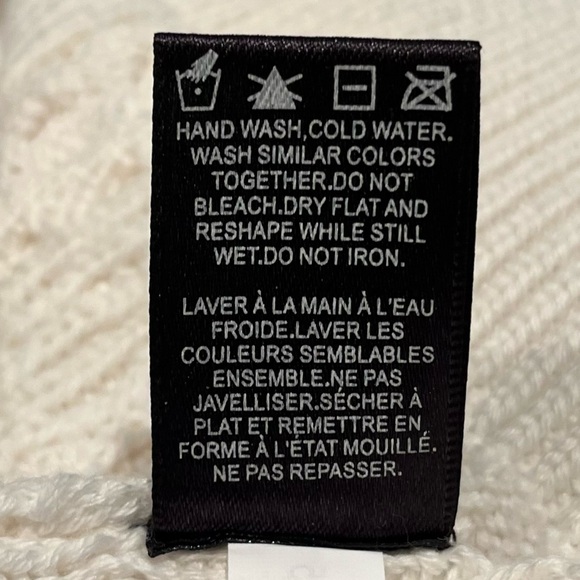 HAND WASH,COLD WATER.
WASH SIMILAR COLORS
TOGETHER.DO NOT
BLEACH.DRY FLAT AND
RESHAPE WHILE STILL
WET.DO NOT IRON.
LAVER À LA MAIN À L'EAU
FROIDE.LAVER LES
COULEURS SEMBLABLES
ENSEMBLE.NE PAS
JAVELLISER.SÉCHER À
PLAT ET REMETTRE EN
FORME À L'ÉTAT MOUILLÉ.
NE PAS REPASSER.